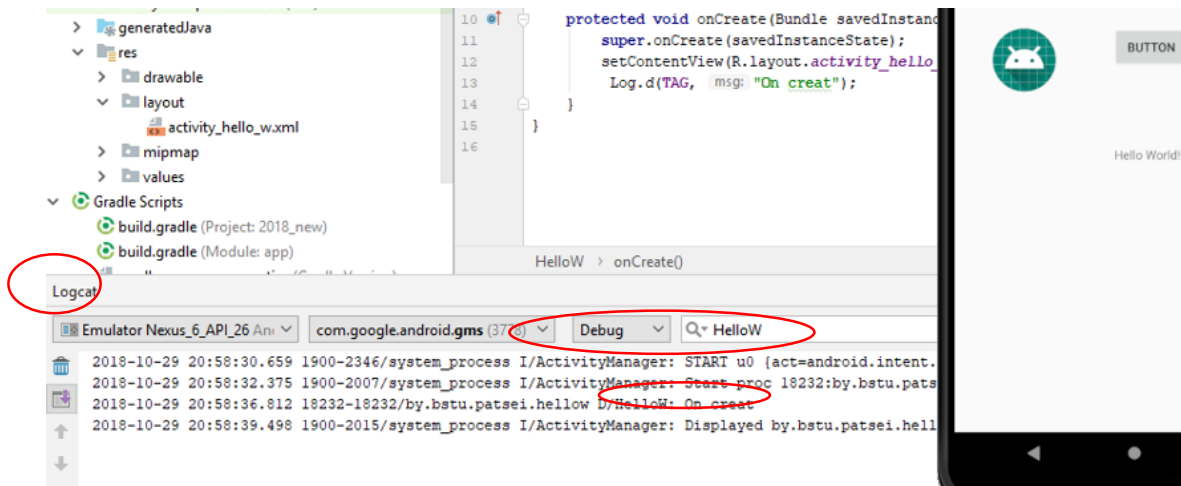 generatedJava
res
drawable
layout
activity_hello_w.xml
mipmap
values
Gradle Scripts
build.gradle (Project: 2018_new)
build.gradle (Module: app)
10 protected void onCreate(Bundle savedInstanc
11 super.onCreate(savedInstanceState);
12 setContentView(R.layout.activity_hello_
13 Log.d(TAG, msg: "On creat");
14 }
15 }
16
HelloW > onCreate()
BUTTON
Hello World!
Logcat
Emulator Nexus_6_API_26 An com.google.android.gms (3778) Debug HelloW
2018-10-29 20:58:30.659 1900-2346/system_process I/ActivityManager: START u0 {act=android.intent.
2018-10-29 20:58:32.375 1900-2007/system_process I/ActivityManager: Start proc 18232:by.bstu.pats
2018-10-29 20:58:36.812 18232-18232/by.bstu.patsei.hellow D/HelloW: On creat
2018-10-29 20:58:39.498 1900-2015/system_process I/ActivityManager: Displayed by.bstu.patsei.hell